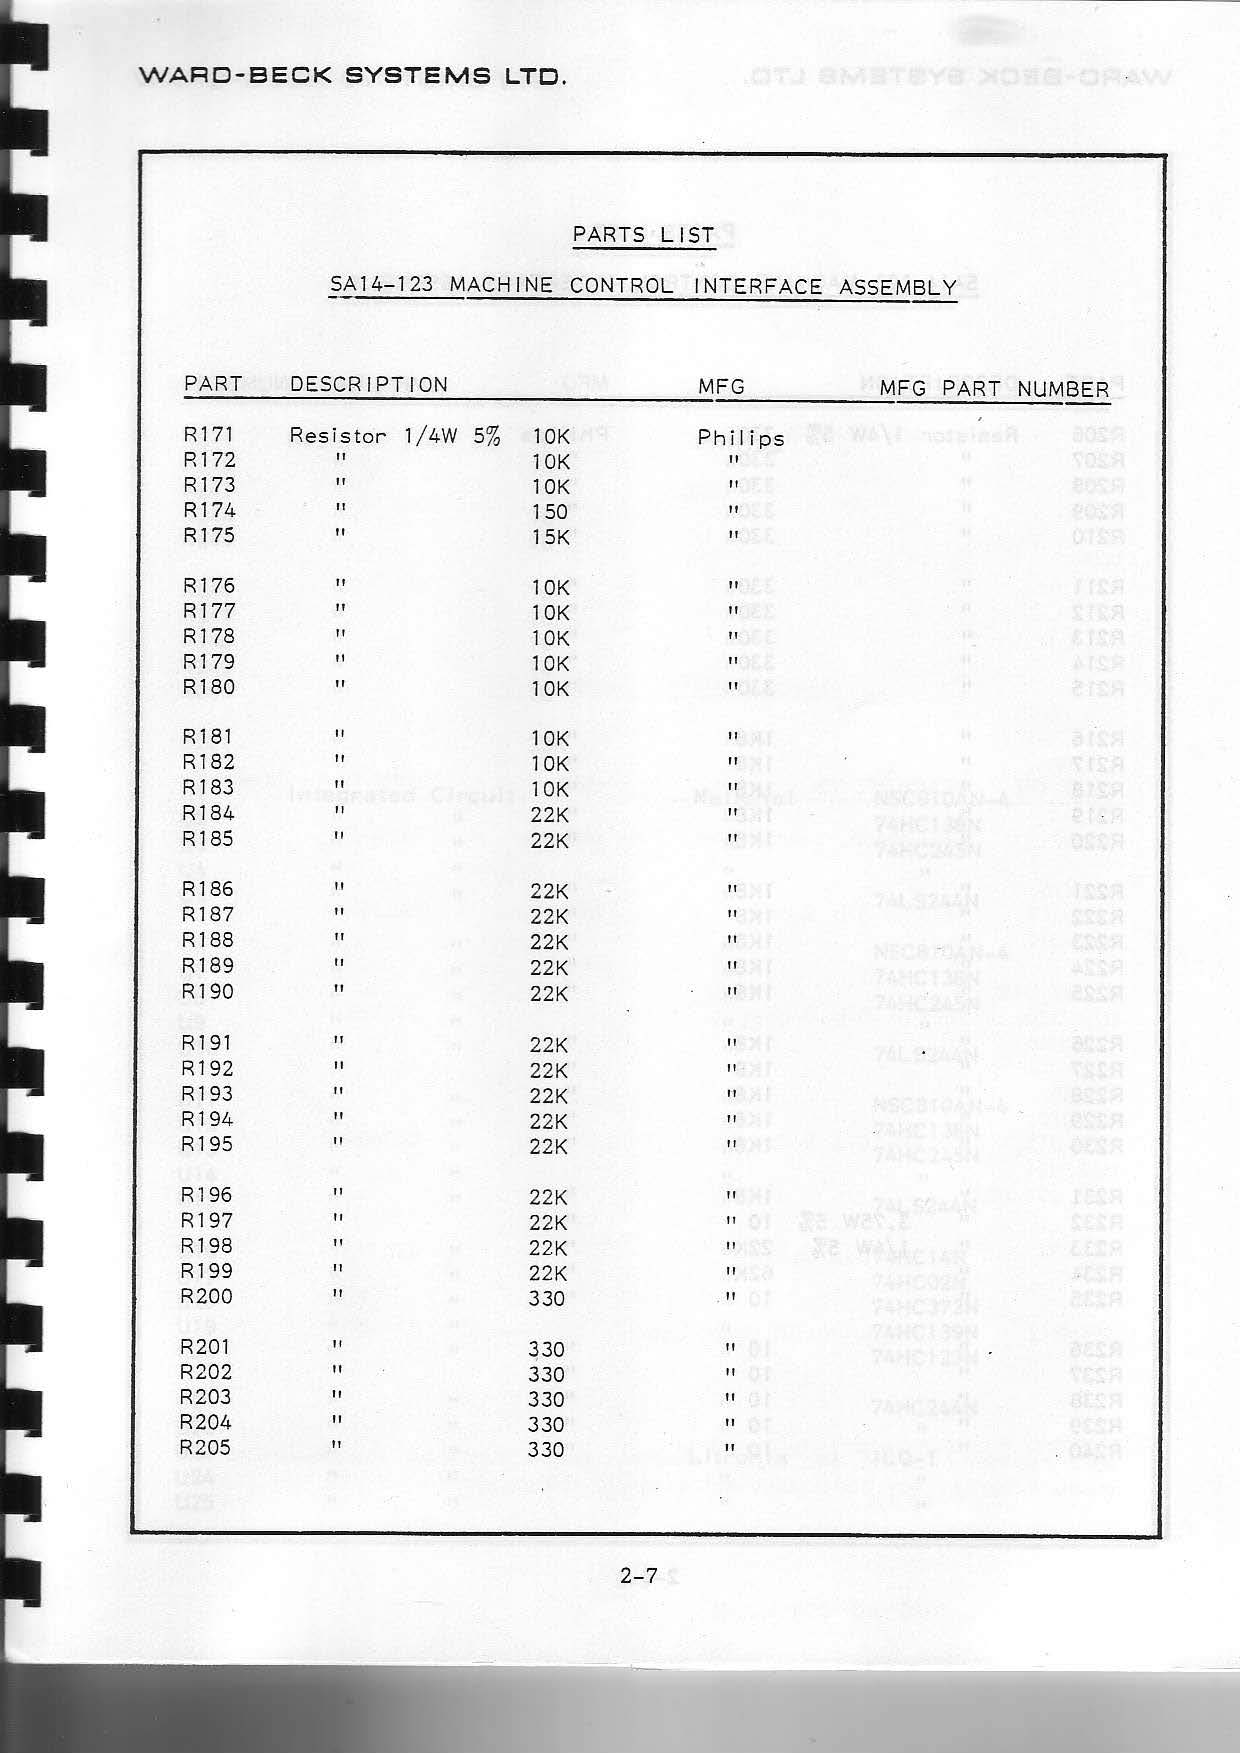 WARD-BECK SYSTEMS LTD.
PARTS LIST
SA14-123 MACHINE CONTROL INTERFACE ASSEMBLY
PART DESCRIPTION MFG MFG PART NUMBER
R171 Resistor 1/4W 5% 10K Philips
R172 " 10K "
R173 " 10K "
R174 " 150 "
R175 " 15K "
R176 " 10K "
R177 " 10K "
R178 " 10K "
R179 " 10K "
R180 " 10K "
R181 " 10K "
R182 " 10K "
R183 " 10K "
R184 " 22K "
R185 " 22K "
R186 " 22K "
R187 " 22K "
R188 " 22K "
R189 " 22K "
R190 " 22K "
R191 " 22K "
R192 " 22K "
R193 " 22K "
R194 " 22K "
R195 " 22K "
R196 " 22K "
R197 " 22K "
R198 " 22K "
R199 " 22K "
R200 " 330 "
R201 " 330 "
R202 " 330 "
R203 " 330 "
R204 " 330 "
R205 " 330 "
2-7